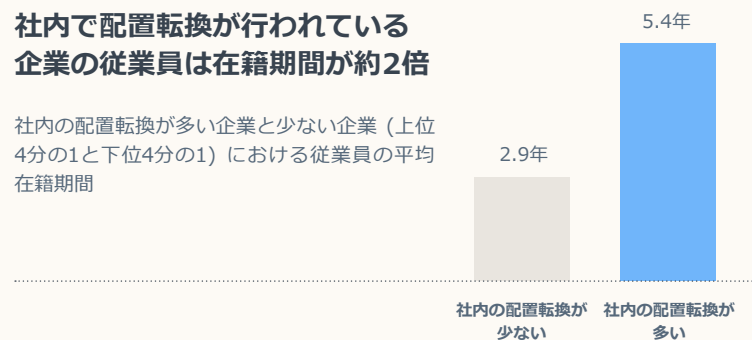 社内で配置転換が行われている
企業の従業員は在籍期間が約2倍
社内の配置転換が多い企業と少ない企業 (上位
4分の1と下位4分の1) における従業員の平均
在籍期間
5.4年
2.9年
社内の配置転換が
少ない
社内の配置転換が
多い